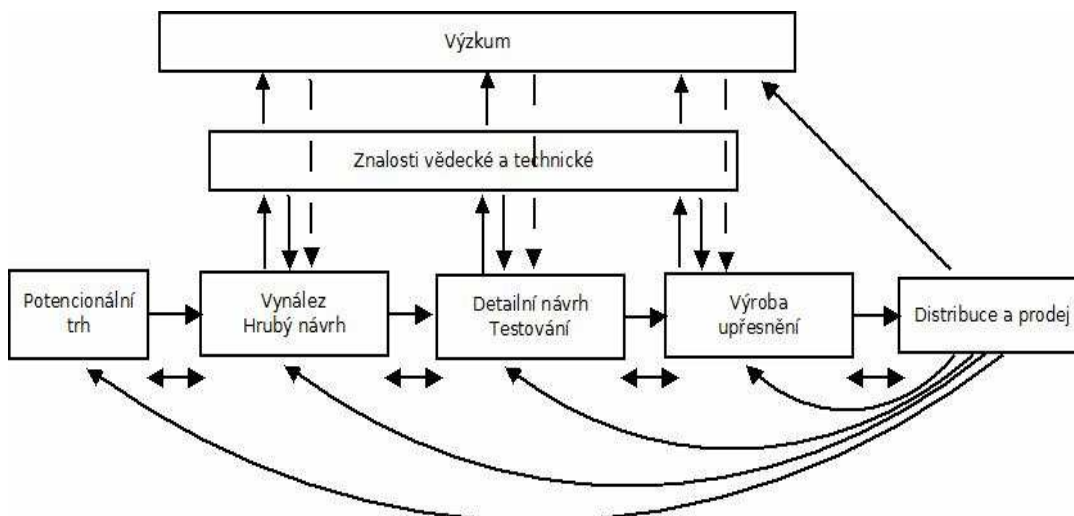 Výzkum
Znalosti vědecké a technické
Potencionální
trh
Vynález
Hrubý návrh
Detailní návrh
Testování
Výroba
upřesnění
Distribuce a prodej